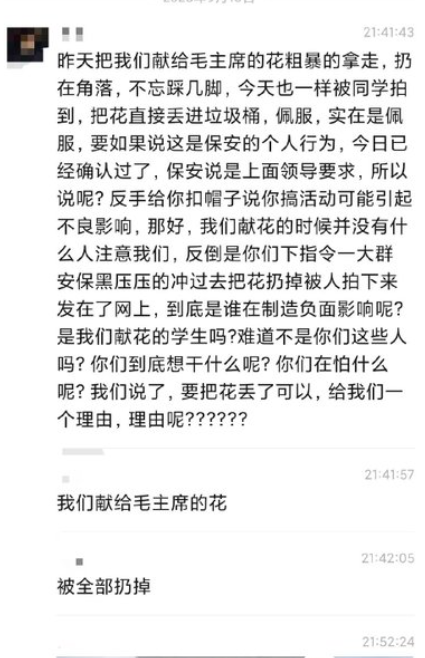 21:41:43
昨天把我们献给毛主席的花粗暴的拿走，扔
在角落，不忘踩几脚，今天也一样被同学拍
到，把花直接丢进垃圾桶，佩服，实在是佩
服，要如果说这是保安的个人行为，今日已
经确认过了，保安说是上面领导要求，所以
说呢？反手给你扣帽子说你搞活动可能引起
不良影响，那好，我们献花的时候并没有什
么人注意我们，反倒是你们下指令一大群
安保黑压压的冲过去把花扔掉被人拍下来
发在了网上，到底是谁在制造负面影响呢？
是我们献花的学生吗?难道不是你们这些人
吗？你们到底想干什么呢？你们在怕什么
呢？我们说了，要把花丢了可以，给我们一
个理由，理由呢??????
21:41:57
我们献给毛主席的花
21:42:05
被全部扔掉
21:52:24